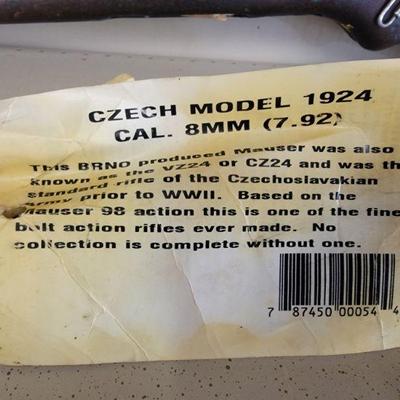 CZECH MODEL 1924
CAL. 8MM (7.92)
This BRNO produced Mauser was also
known as the VZ24 or CZ24 and was the
standard rifle of the Czechoslavakian
Army prior to WWII. Based on the
Mauser 98 action this is one of the fine
bolt action rifles ever made. No
collection is complete without one.
7 87450 00054 4